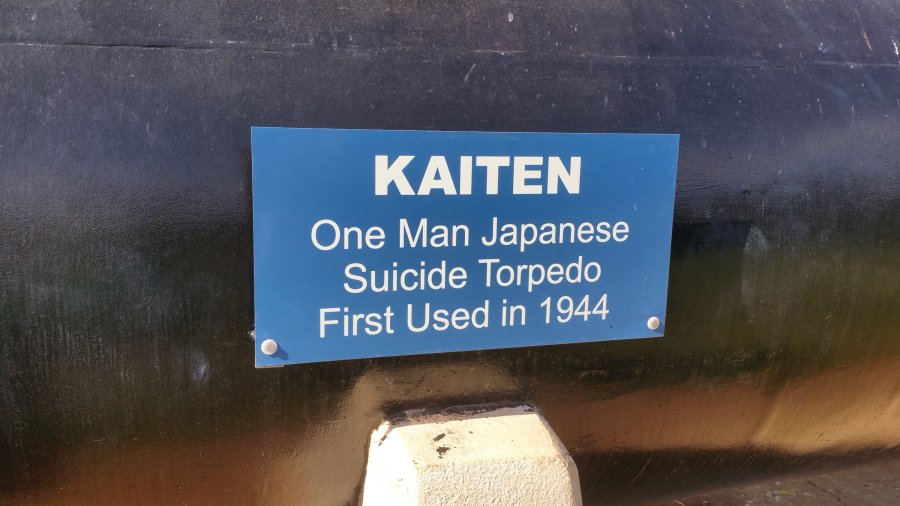 KAITEN
One Man Japanese
Suicide Torpedo
First Used in 1944